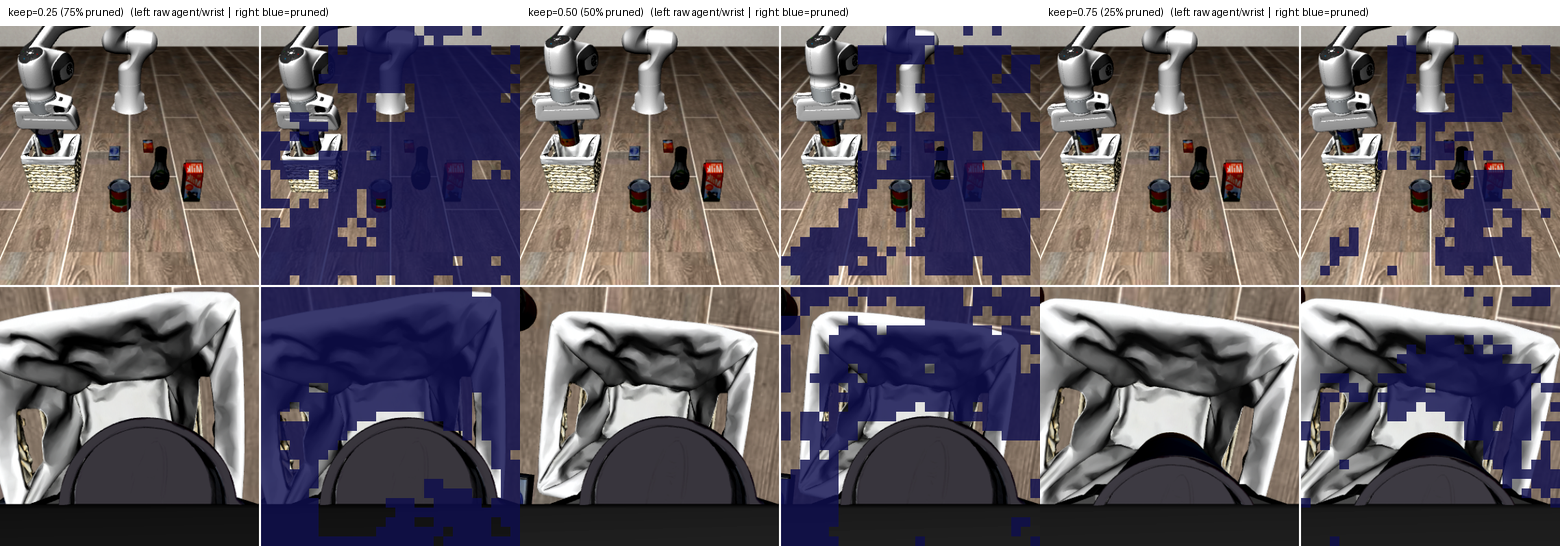 keep=0.25 (75% pruned)  (left raw agent/wrist | right: blue=pruned)
keep=0.50 (50% pruned)  (left raw agent/wrist | right: blue=pruned)
keep=0.75 (25% pruned)  (left raw agent/wrist | right: blue=pruned)